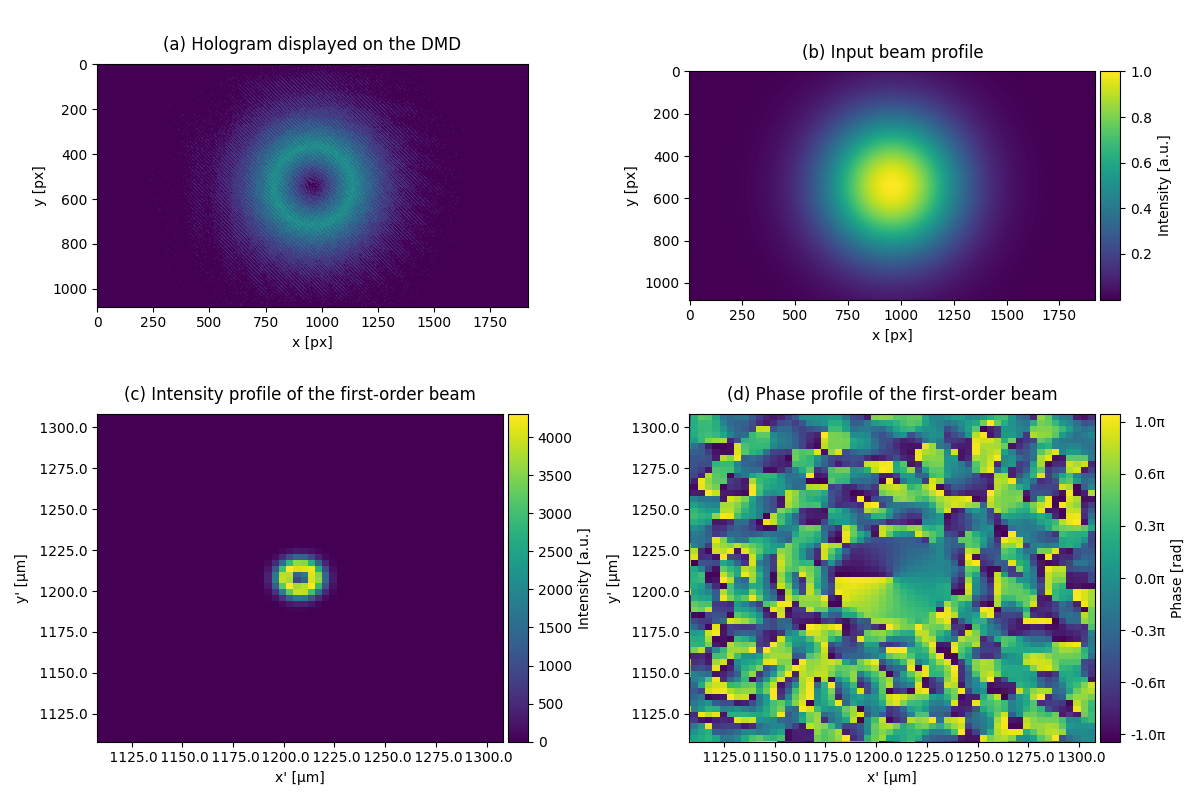 (a) Hologram displayed on the DMD
0
200
400
600
800
1000
y [px]
0 250 500 750 1000 1250 1500 1750
x [px]
(b) Input beam profile
0
200
400
600
800
1000
y [px]
0 250 500 750 1000 1250 1500 1750
x [px]
1.0
0.8
0.6
0.4
0.2
Intensity [a.u.]
(c) Intensity profile of the first-order beam
1300.0
1275.0
1250.0
1225.0
1200.0
1175.0
1150.0
1125.0
y' [µm]
1125.0 1150.0 1175.0 1200.0 1225.0 1250.0 1275.0 1300.0
x' [µm]
4000
3500
3000
2500
2000
1500
1000
500
0
Intensity [a.u.]
(d) Phase profile of the first-order beam
1300.0
1275.0
1250.0
1225.0
1200.0
1175.0
1150.0
1125.0
y' [µm]
1125.0 1150.0 1175.0 1200.0 1225.0 1250.0 1275.0 1300.0
x' [µm]
1.0π
0.6π
0.3π
0.0π
-0.3π
-0.6π
-1.0π
Phase [rad]